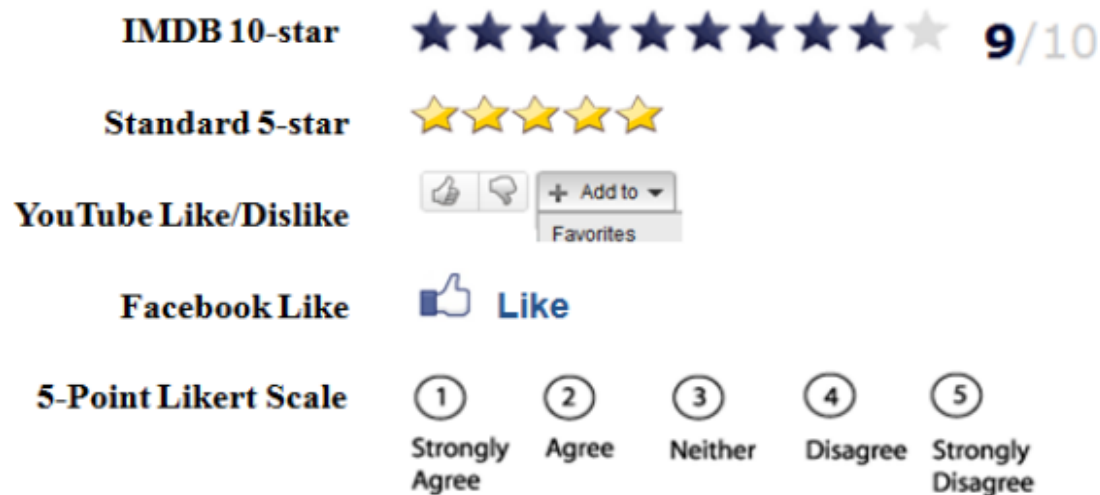 IMDB 10-star 9/10
Standard 5-star
YouTube Like/Dislike + Add to
Favorites
Facebook Like Like
5-Point Likert Scale 1 2 3 4 5
Strongly Agree Neither Disagree Strongly
Agree Disagree